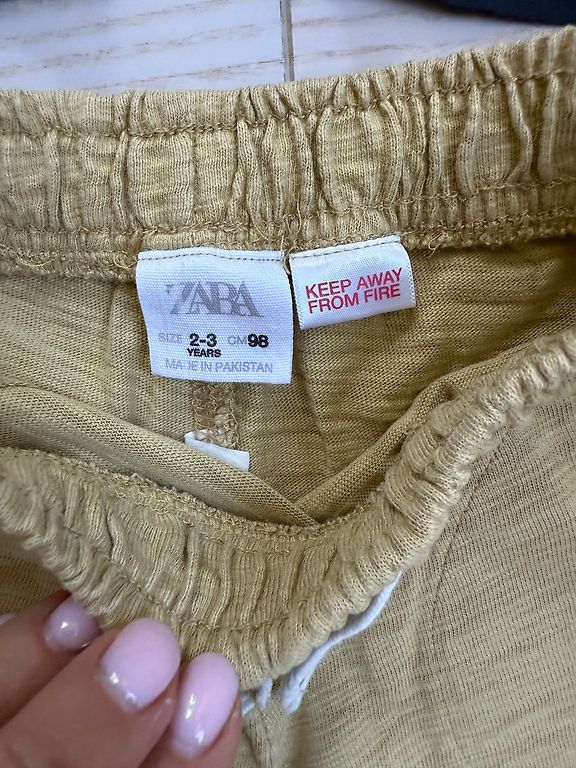 ZARA
SIZE 2-3 CM 98
YEARS
MADE IN PAKISTAN
KEEP AWAY
FROM FIRE